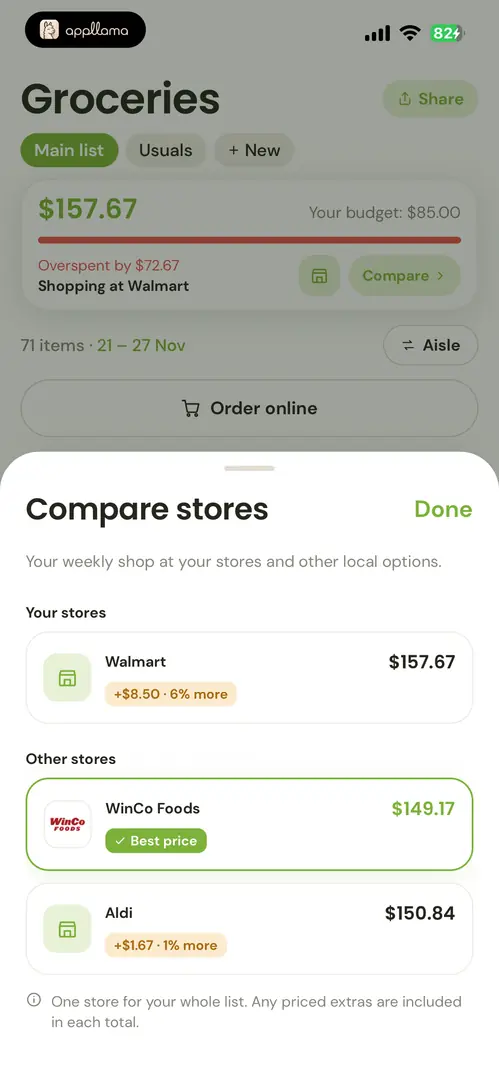 appllama
82
Groceries
Share
Main list
Usuals
+ New
$157.67
Your budget: $85.00
Overspent by $72.67
Shopping at Walmart
Compare
71 items · 21 – 27 Nov
Aisle
Order online
Compare stores
Done
Your weekly shop at your stores and other local options.
Your stores
Walmart
$157.67
+$8.50 · 6% more
Other stores
WinCo
FOODS
WinCo Foods
$149.17
Best price
Aldi
$150.84
+$1.67 · 1% more
One store for your whole list. Any priced extras are included
in each total.